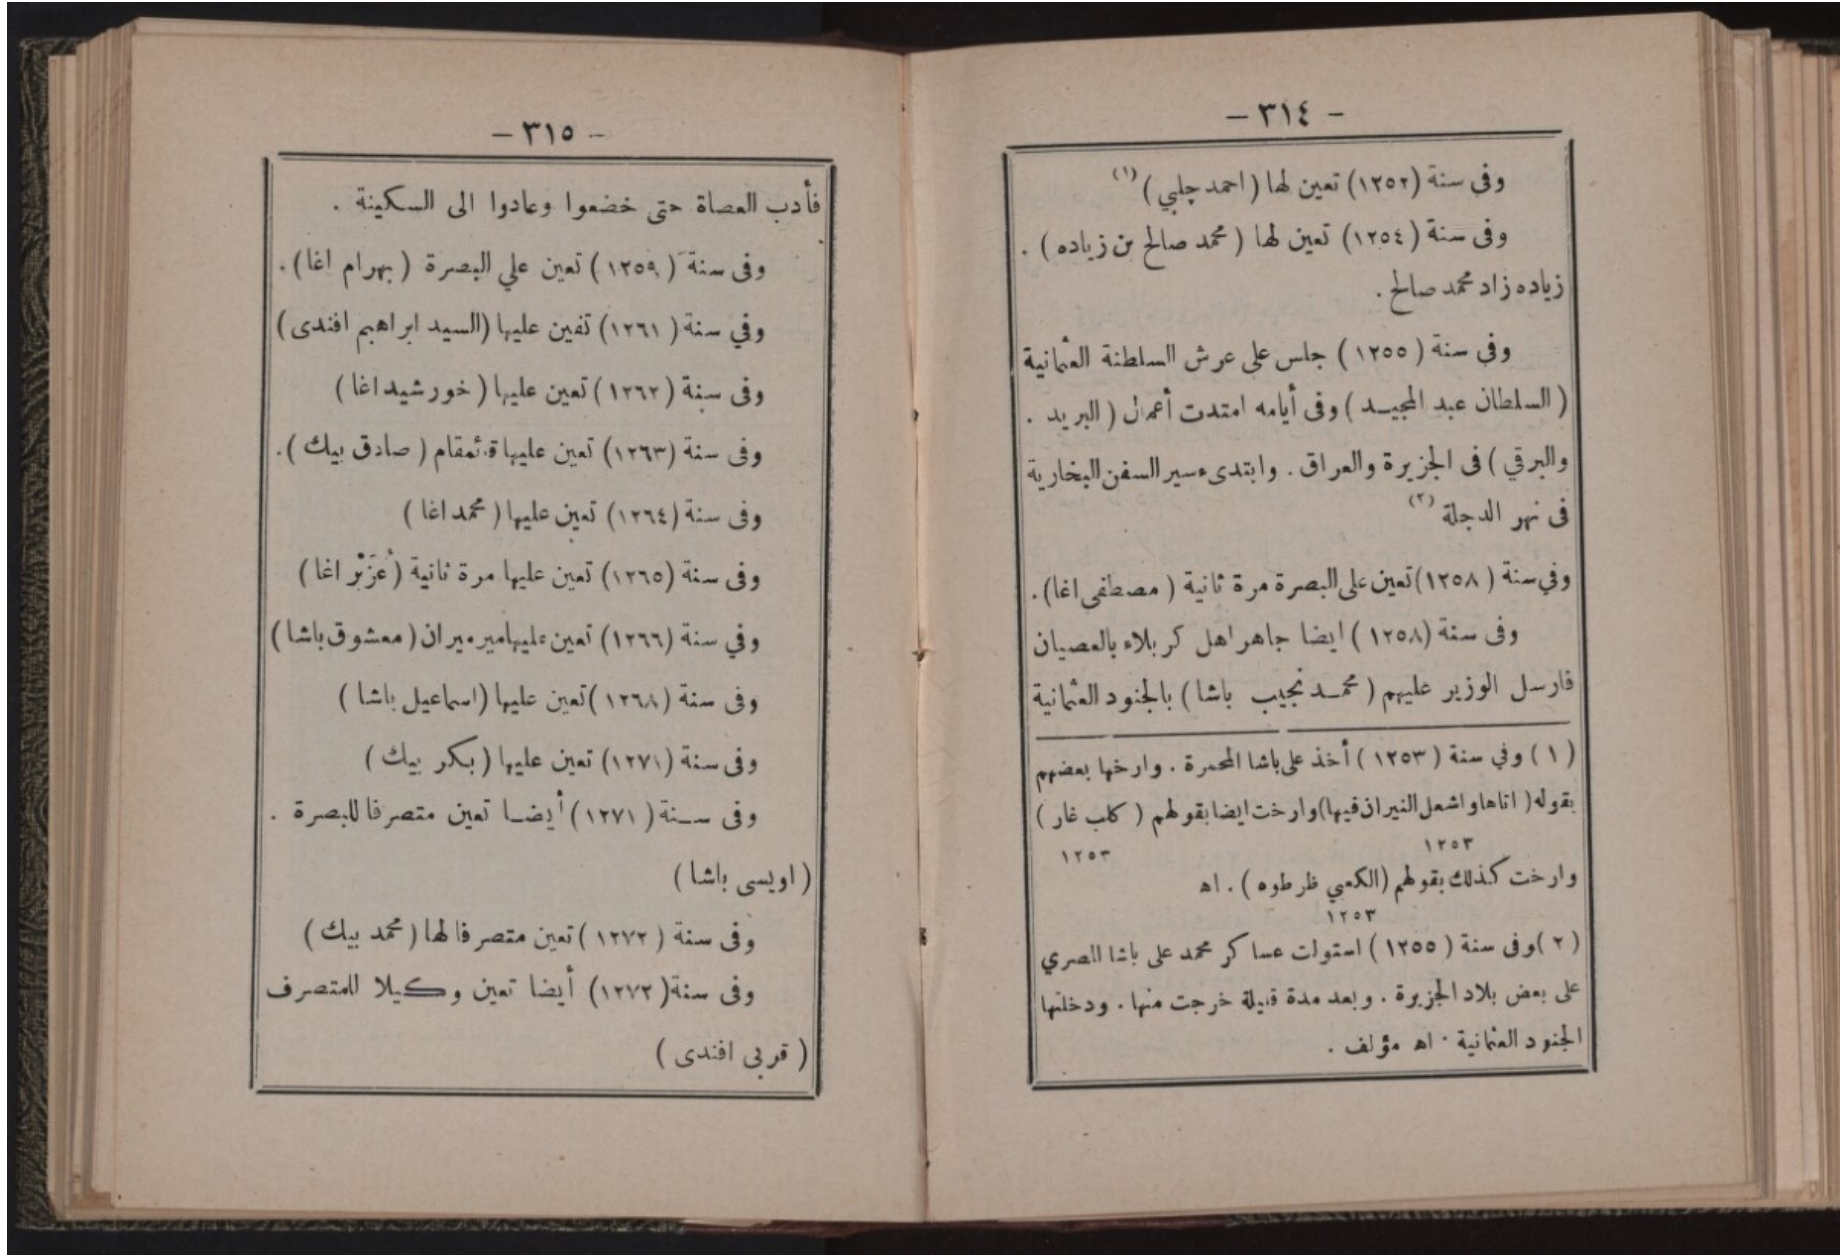 — ٣١٤ —
وفى سنة (١٢٥٢) تعين لها (احمد چلبي) (١)
وفى سنة (١٢٥٤) تعين لها (محمد صالح من زياده) .
زياده زاد محمد صالح .
وفى سنة (١٢٥٥) جلس على عرش السلطنة العثمانية
(السلطان عبد المجيد) وفى أيامه امتدت أعمال (البريد .
والبرقي) فى الجزيرة والعراق . وابتدىء سير السفن البخارية
فى نهر الدجلة (٢)
وفي سنة (١٢٥٨) تعين على البصرة مرة ثانية (مصطفى اغا).
وفى سنة (١٢٥٨) ايضا جاهر اهل كربلاء بالعصيان
فارسل الوزير عليهم (محمد نجيب باشا) بالجنود العثمانية
(١) وفي سنة (١٢٥٣) أخذ على باشا المحمرة . وارخها بعضهم
بقوله (اتاها واشعل النيران فيها) وارخت ايضا بقولهم (كلب غار)
١٢٥٣ ١٢٥٣
وارخت كذلك بقولهم (الكعبي ظرطوه) . اه
١٢٥٣
(٢) وفى سنة (١٢٥٥) استولت عساكر محمد على باشا المصري
على بعض بلاد الجزيرة . وبعد مدة قليلة خرجت منها . ودخلتها
الجنود العثمانية . اه مؤلف .
— ٣١٥ —
فأدب العصاة حتى خضعوا وعادوا الى السكينة .
وفى سنة (١٢٥٩) تعين علي البصرة (بهرام اغا).
وفي سنة (١٢٦١) تفين عليها (السيد ابراهيم افندى)
وفى سنة (١٢٦٢) تعين عليها (خورشيد اغا)
وفى سنة (١٢٦٣) تعين عليها قائمقام (صادق بيك).
وفى سنة (١٢٦٤) تعين عليها (محمد اغا)
وفى سنة (١٢٦٥) تعين عليها مرة ثانية (عُزَيْر اغا)
وفي سنة (١٢٦٦) تعين عليها ميرميران (معشوق باشا)
وفى سنة (١٢٦٨) تعين عليها (اسماعيل باشا)
وفى سنة (١٢٧١) تعين عليها (بكر بيك)
وفى سنة (١٢٧١) أيضا تعين متصرفا للبصرة .
(اويسى باشا)
وفى سنة (١٢٧٢) تعين متصرفا لها (محمد بيك)
وفى سنة (١٢٧٢) أيضا تعين وكيلا للمتصرف
(قربى افندى)